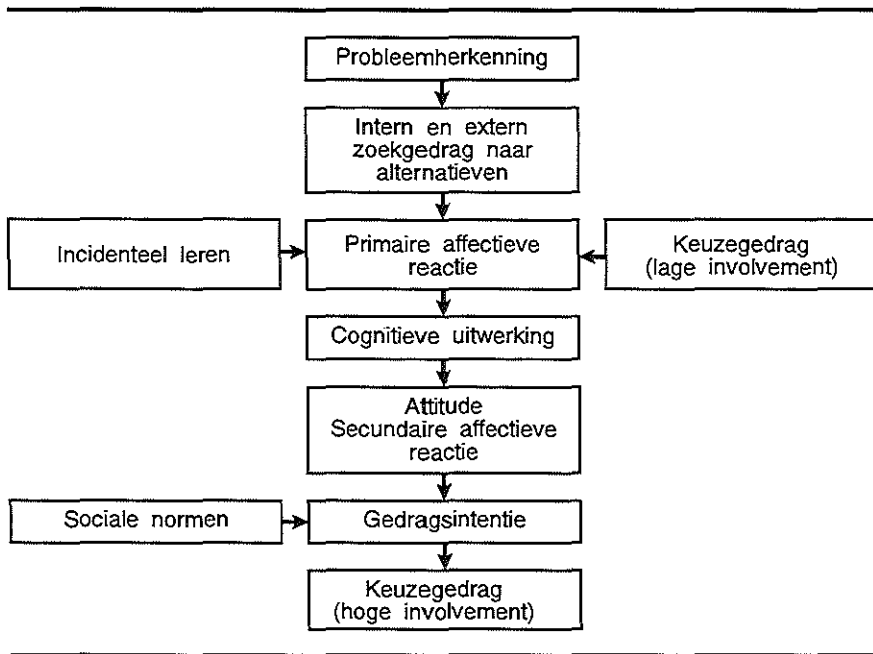 Probleemherkenning
Intern en extern
zoekgedrag naar
alternatieven
Incidenteel leren
Primaire affectieve
reactie
Keuzegedrag
(lage involvement)
Cognitieve uitwerking
Attitude
Secundaire affectieve
reactie
Sociale normen
Gedragsintentie
Keuzegedrag
(hoge involvement)